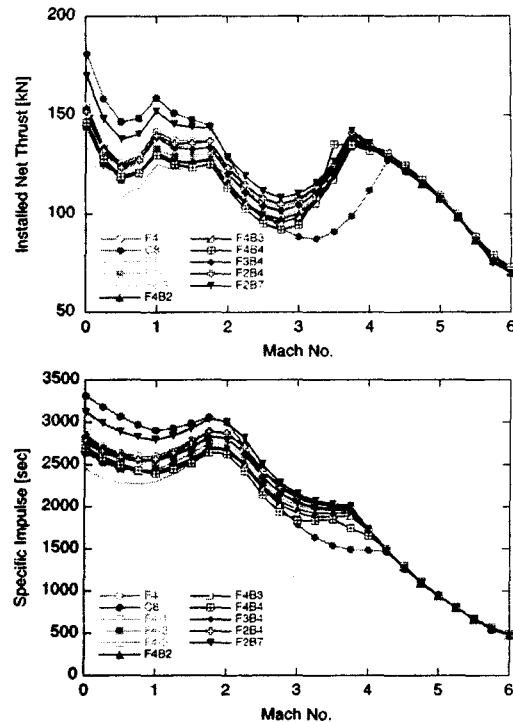 200
150
100
50
Installed Net Thrust [kN]
F4
C8
F4B2
F4B3
F4B4
F3B4
F2B4
F2B7
0 1 2 3 4 5 6
Mach No.
3500
3000
2500
2000
1500
1000
500
0
Specific Impulse [sec]
F4
C8
F4B2
F4B3
F4B4
F3B4
F2B4
F2B7
0 1 2 3 4 5 6
Mach No.